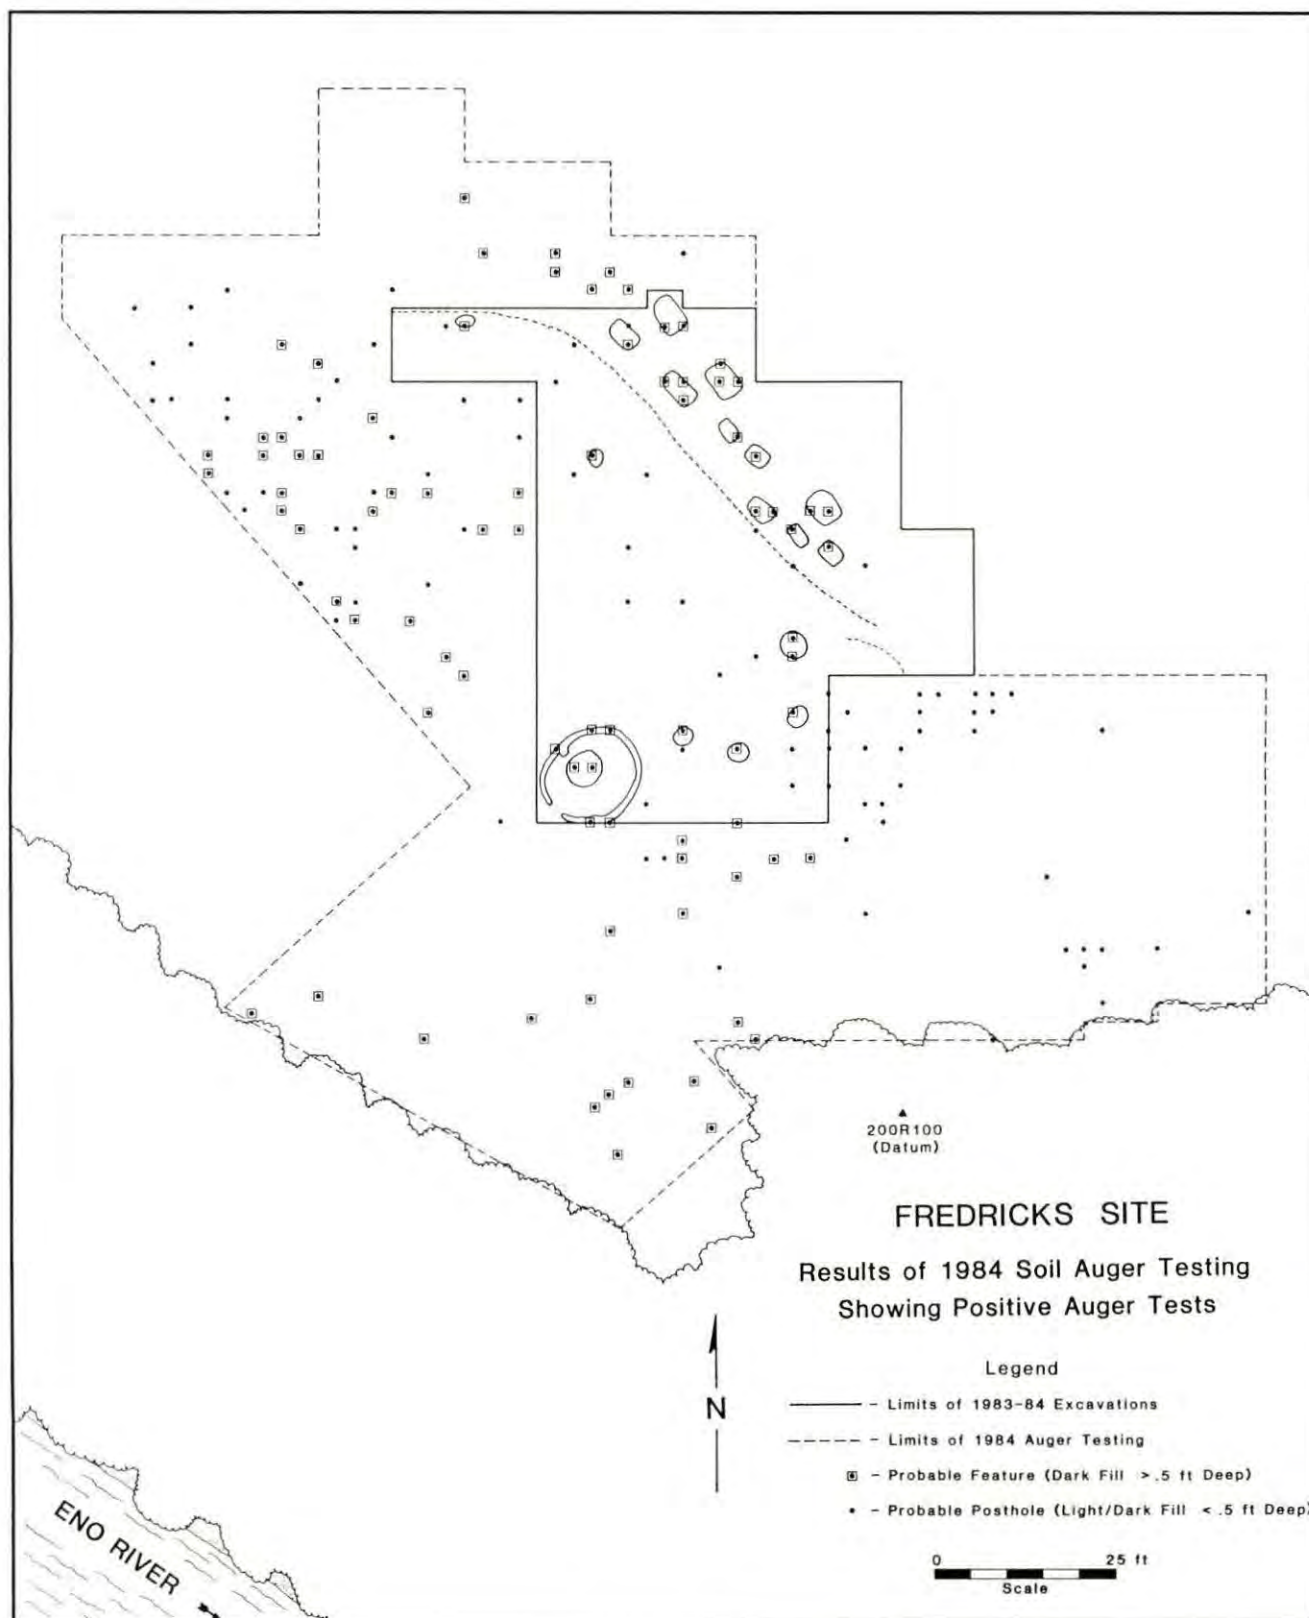 200R100
(Datum)
FREDRICKS SITE
Results of 1984 Soil Auger Testing
Showing Positive Auger Tests
Legend
– Limits of 1983-84 Excavations
– Limits of 1984 Auger Testing
– Probable Feature (Dark Fill > .5 ft Deep)
– Probable Posthole (Light/Dark Fill < .5 ft Deep)
N
0 25 ft
Scale
ENO RIVER